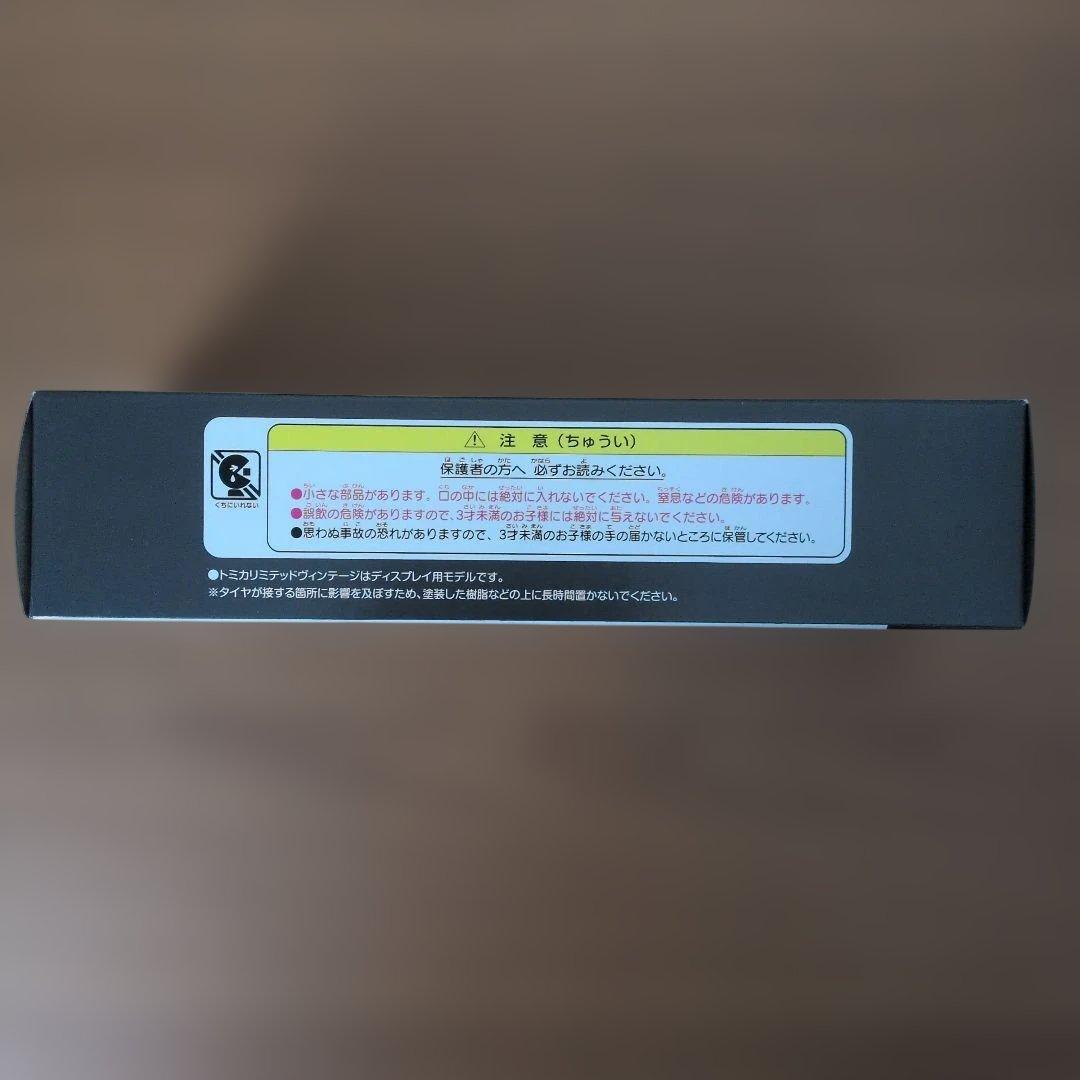 ⚠ 注 意（ちゅうい）
保護者の方へ 必ずお読みください。
●小さな部品があります。口の中には絶対に入れないでください。窒息などの危険があります。
●誤飲の危険がありますので、3才未満のお子様には絶対に与えないでください。
●思わぬ事故の恐れがありますので、3才未満のお子様の手の届かないところに保管してください。
くちにいれない
●トミカリミテッドヴィンテージはディスプレイ用モデルです。
※タイヤが接する箇所に影響を及ぼすため、塗装した樹脂などの上に長時間置かないでください。